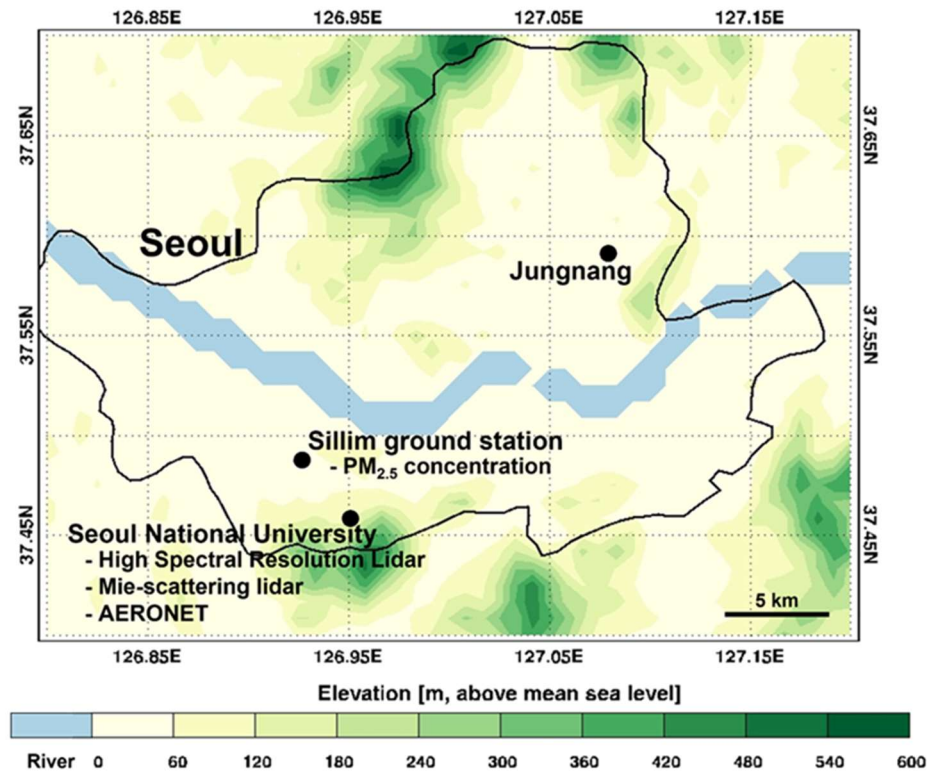 126.85E 126.95E 127.05E 127.15E
37.65N 37.65N
Seoul
Jungnang
37.55N 37.55N
Sillim ground station
- PM2.5 concentration
37.45N 37.45N
Seoul National University
- High Spectral Resolution Lidar
- Mie-scattering lidar
- AERONET
5 km
126.85E 126.95E 127.05E 127.15E
Elevation [m, above mean sea level]
River 0 60 120 180 240 300 360 420 480 540 600